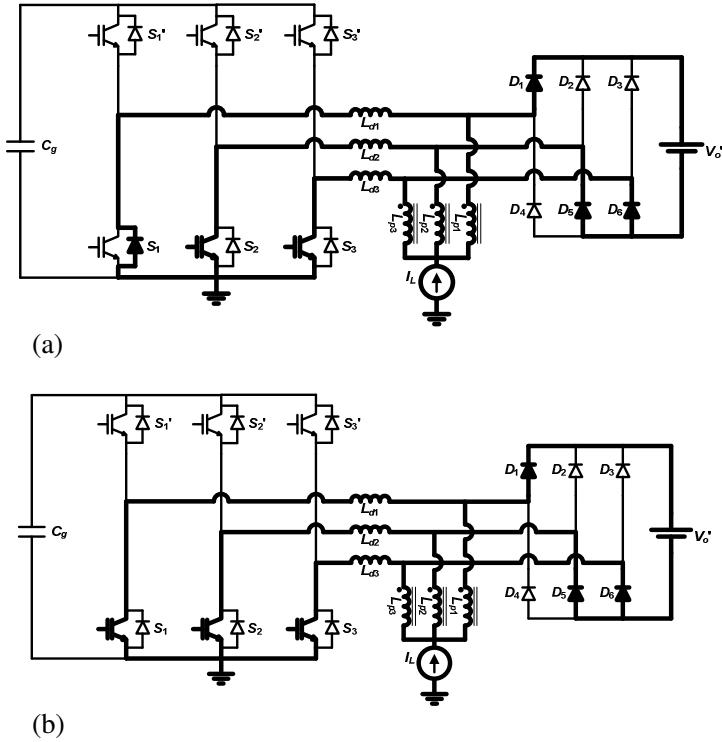 S1' S2' S3'
D1 D2 D3
Cg Ld1 Vo'
Ld2
Ld3
Lp3 Lp2 Lp1 D4 D5 D6
S1 S2 S3
IL
(a)
S1' S2' S3'
D1 D2 D3
Cg Ld1 Vo'
Ld2
Ld3
Lp3 Lp2 Lp1 D4 D5 D6
S1 S2 S3
IL
(b)